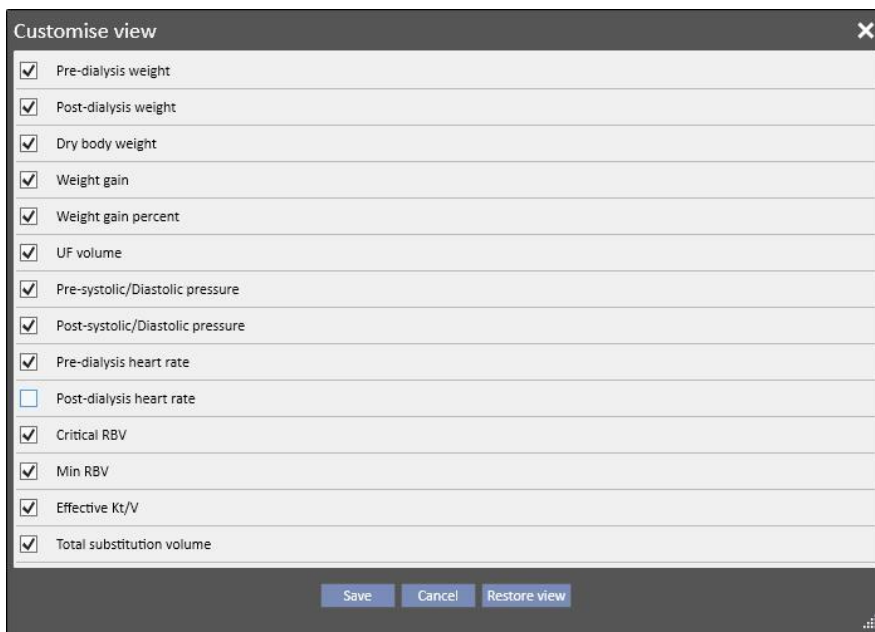 Customise view
Pre-dialysis weight
Post-dialysis weight
Dry body weight
Weight gain
Weight gain percent
UF volume
Pre-systolic/Diastolic pressure
Post-systolic/Diastolic pressure
Pre-dialysis heart rate
Post-dialysis heart rate
Critical RBV
Min RBV
Effective Kt/V
Total substitution volume
Save Cancel Restore view